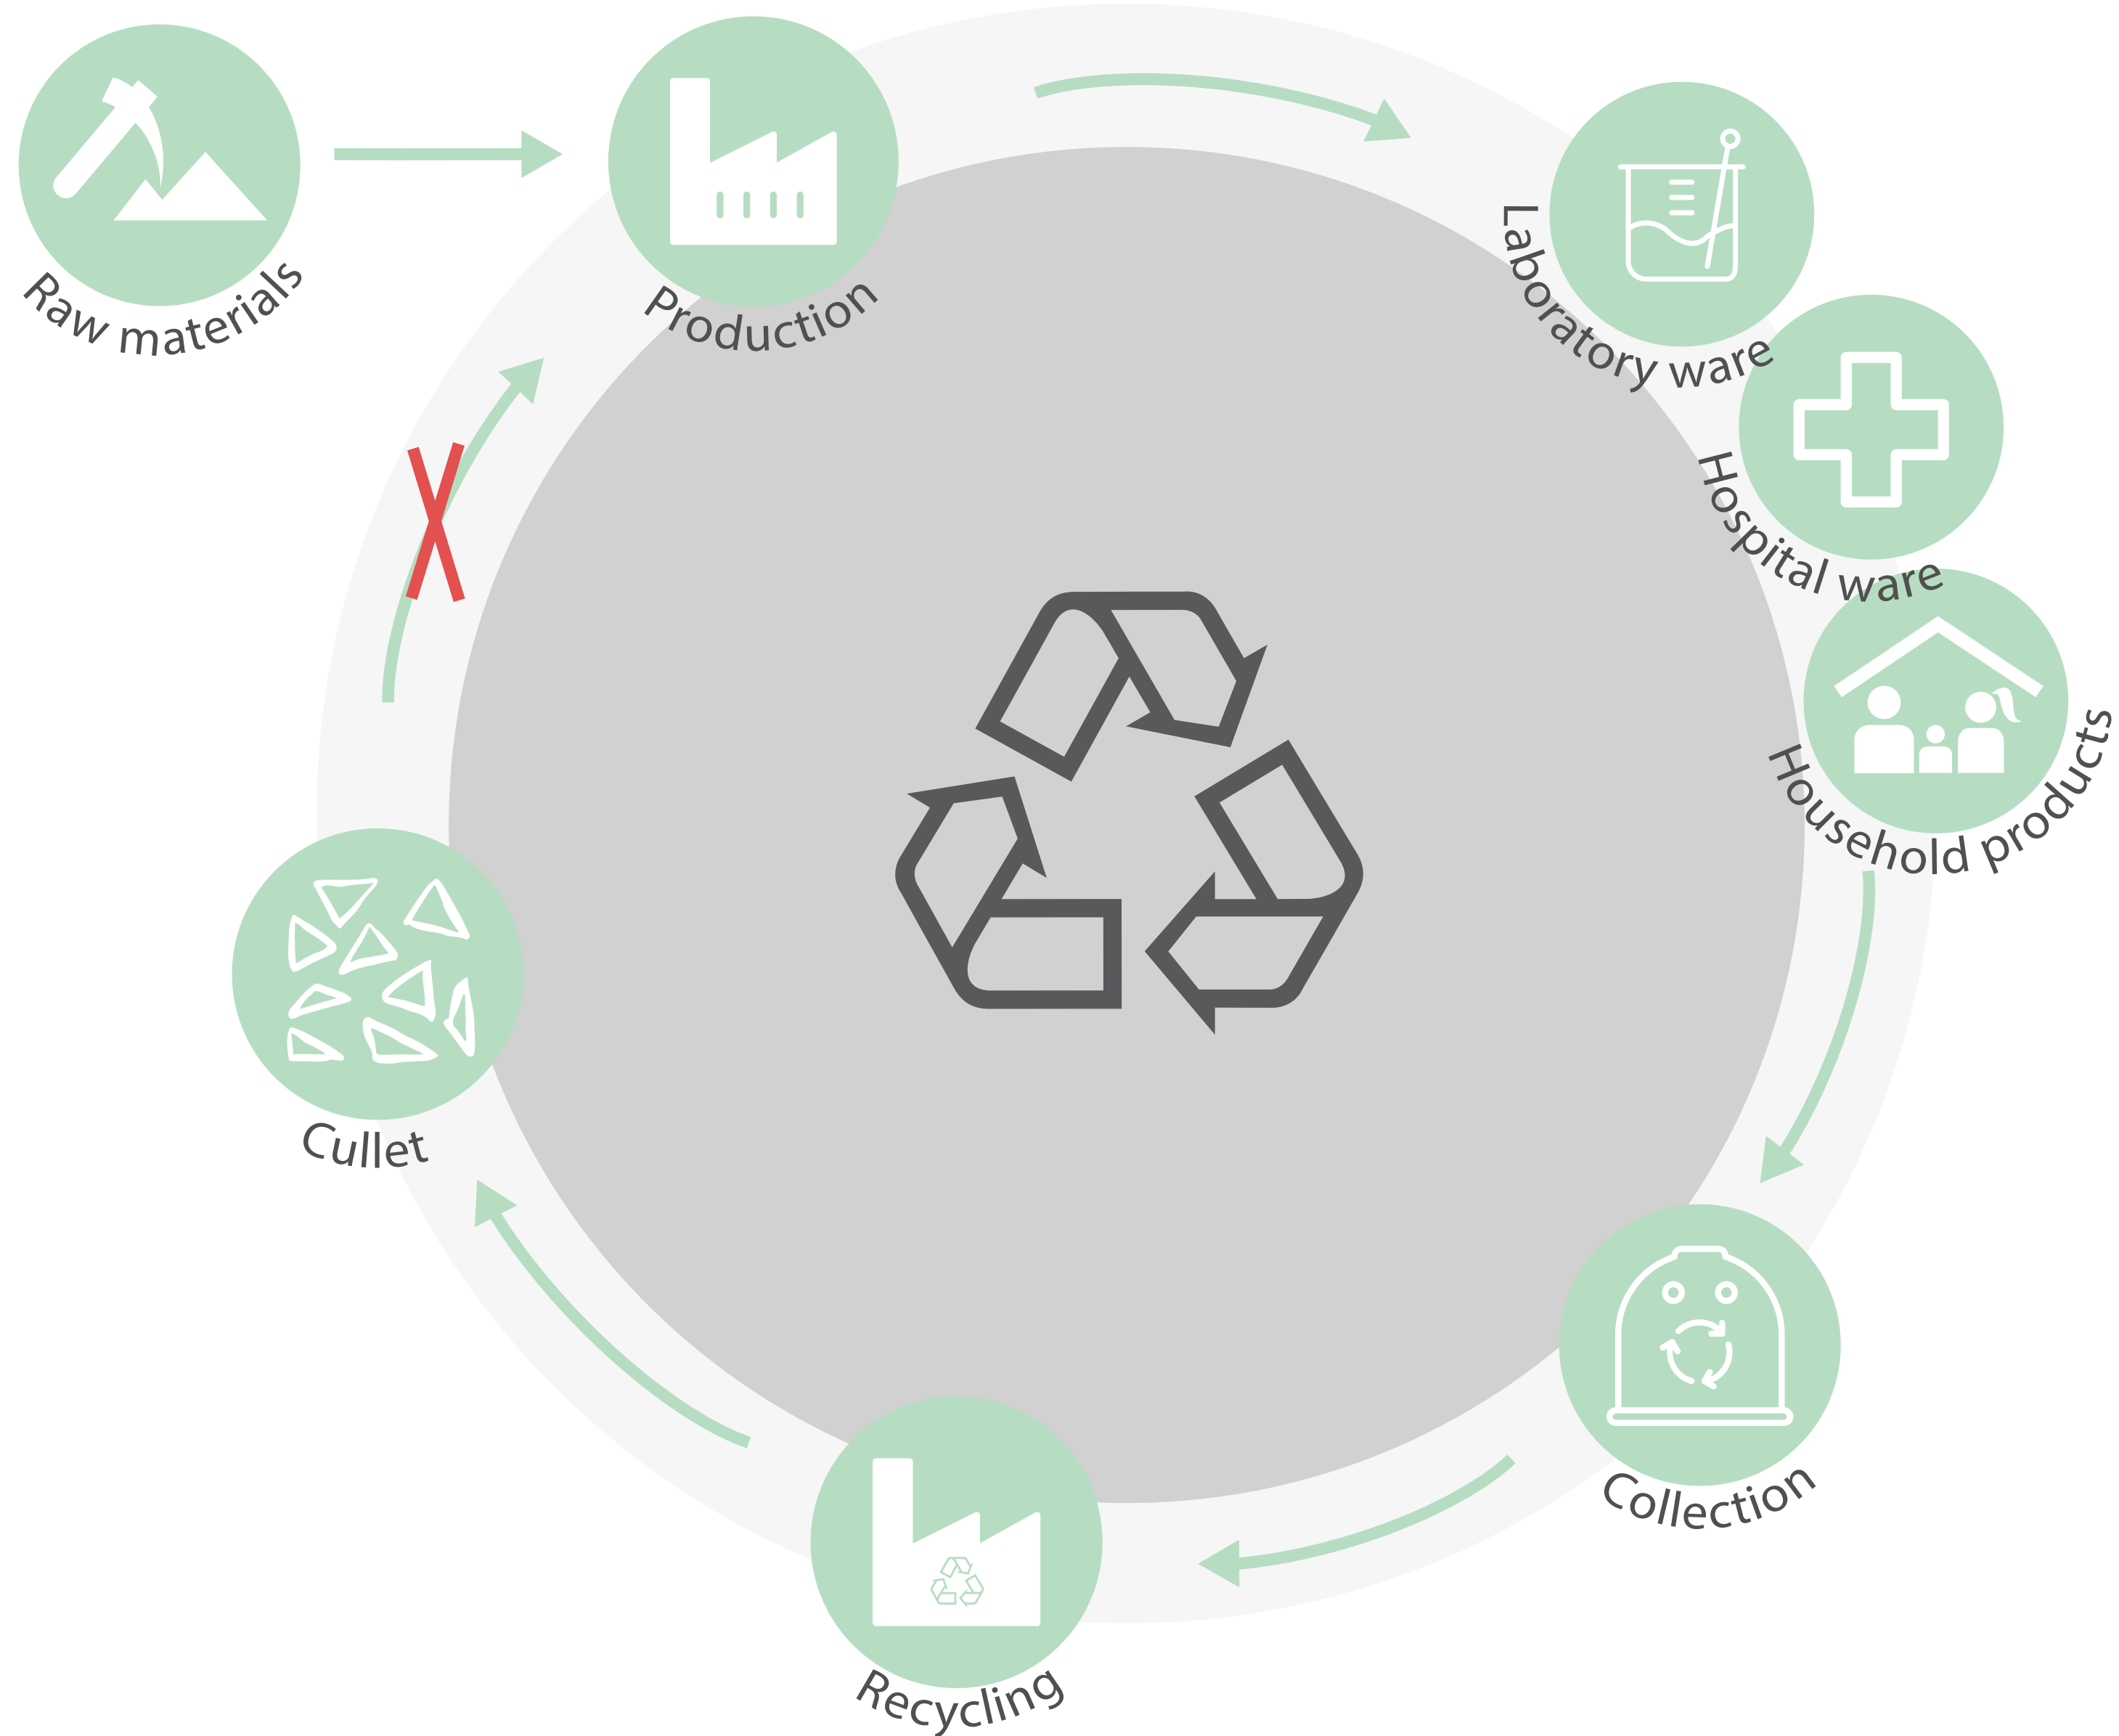 Raw materials
Production
Laboratory ware
Hospital ware
Household products
Collection
Recycling
Cullet